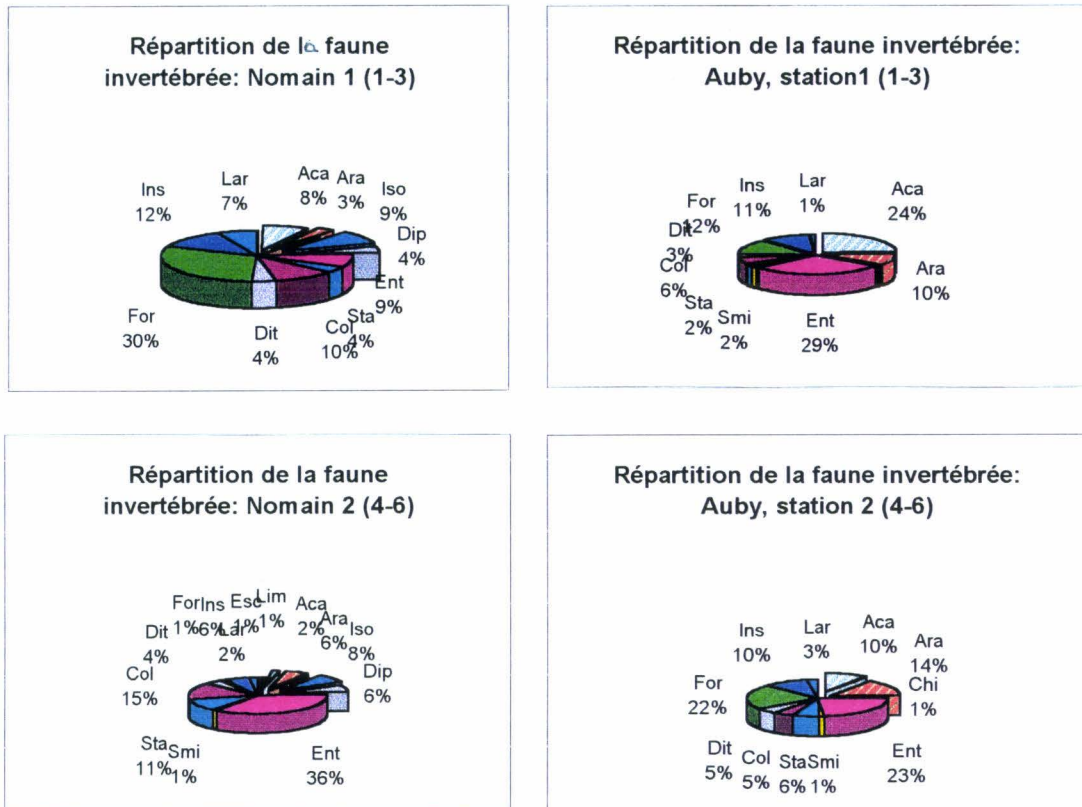 Répartition de la faune
invertébrée: Nomain 1 (1-3)
Ins
12%
Lar
7%
Aca
8%
Ara
3%
Iso
9%
Dip
4%
Ent
9%
Sta
4%
Col
10%
Dit
4%
For
30%
Répartition de la faune invertébrée:
Auby, station1 (1-3)
For
12%
Ins
11%
Lar
1%
Aca
24%
Ara
10%
Ent
29%
Smi
2%
Sta
2%
Col
6%
Dit
3%
Répartition de la faune
invertébrée: Nomain 2 (4-6)
For
1%
Ins
6%
Esc
1%
Lim
1%
Aca
2%
Ara
6%
Iso
8%
Dip
6%
Ent
36%
Smi
1%
Sta
11%
Col
15%
Dit
4%
Lar
2%
Répartition de la faune invertébrée:
Auby, station 2 (4-6)
Ins
10%
Lar
3%
Aca
10%
Ara
14%
Chi
1%
Ent
23%
Smi
1%
Sta
6%
Col
5%
Dit
5%
For
22%